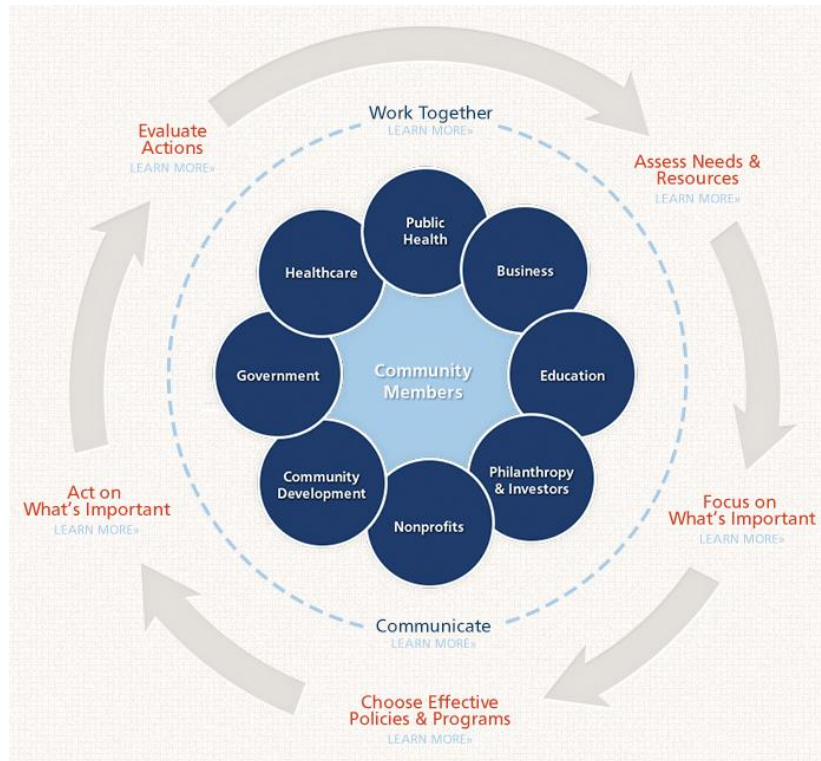 Work Together
LEARN MORE»
Evaluate
Actions
LEARN MORE»
Assess Needs &
Resources
LEARN MORE»
Public
Health
Healthcare
Business
Government
Community
Members
Education
Community
Development
Philanthropy
& Investors
Nonprofits
Act on
What's Important
LEARN MORE»
Focus on
What's Important
LEARN MORE»
Communicate
LEARN MORE»
Choose Effective
Policies & Programs
LEARN MORE»